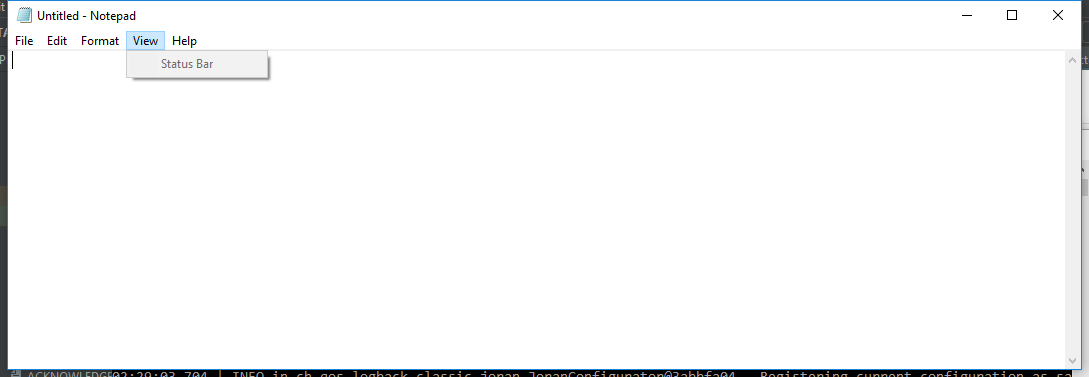 Untitled - Notepad
File Edit Format View Help
Status Bar
02:29:03.704 | INFO in ch.qos.logback.classic.joran.JoranConfigurator@3abbfa04 - Registering current configuration as sa